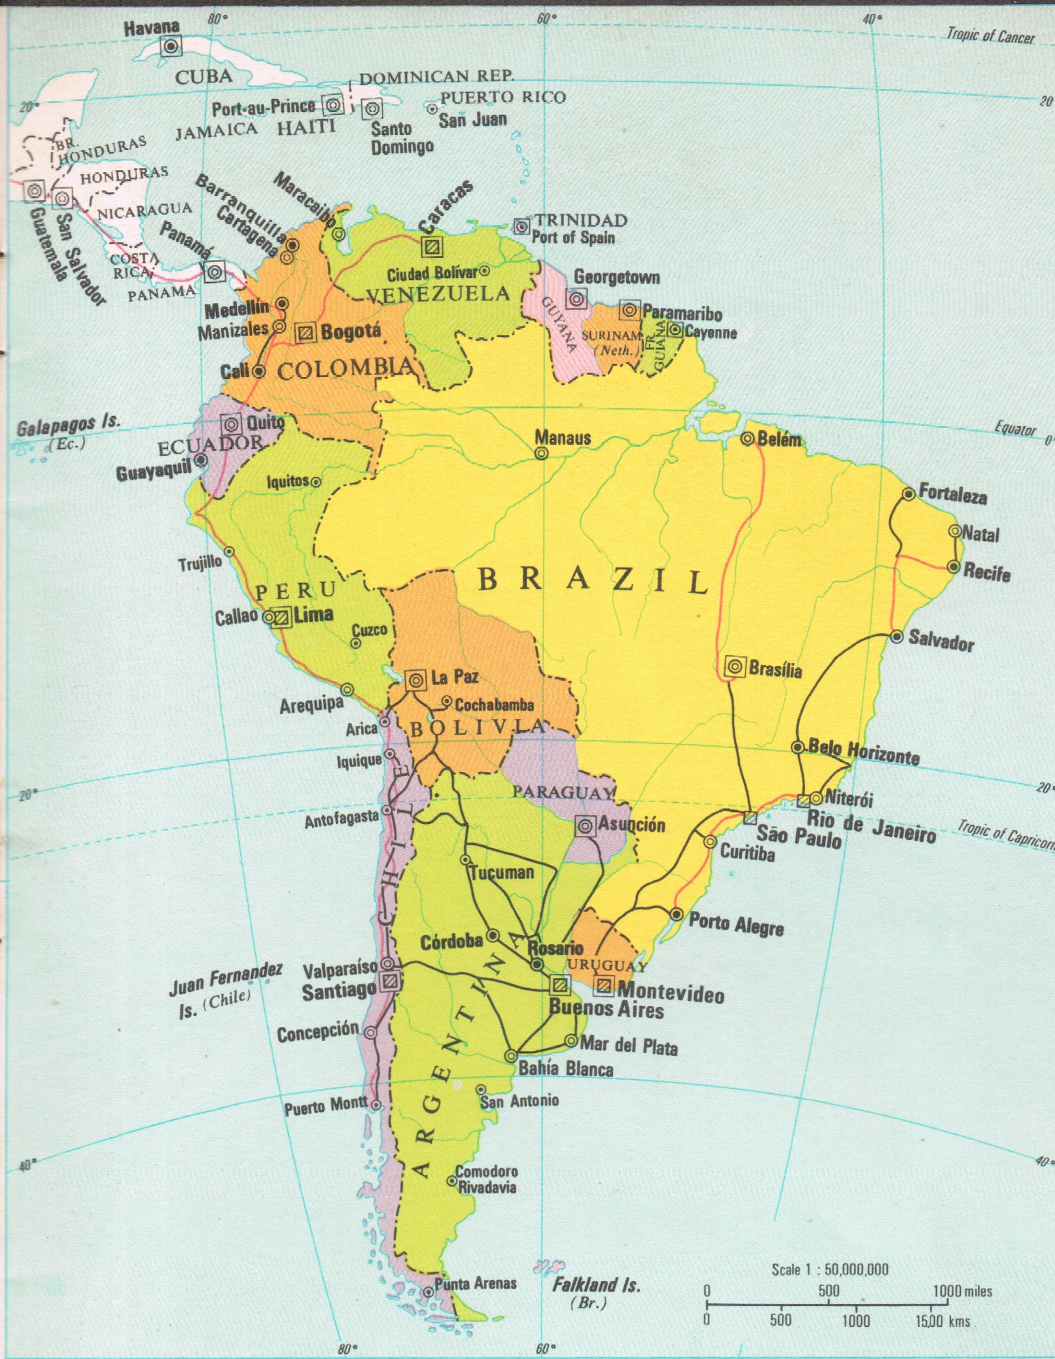 80°
60°
40°
Havana
Tropic of Cancer
CUBA
DOMINICAN REP.
20°
Port-au-Prince
PUERTO RICO
20°
JAMAICA
HAITI
Santo
Domingo
San Juan
BR.
HONDURAS
HONDURAS
NICARAGUA
Guatemala
San Salvador
COSTA
RICA
Panamá
PANAMA
Barranquilla
Cartagena
Maracaibo
Caracas
TRINIDAD
Port of Spain
Ciudad Bolívar
VENEZUELA
Georgetown
GUYANA
Paramaribo
SURINAM
(Neth.)
FR.
GUIANA
Cayenne
Medellín
Manizales
Bogotá
Cali
COLOMBIA
Galapagos Is.
(Ec.)
Quito
ECUADOR
Guayaquil
Equator
0°
Manaus
Belém
Iquitos
Fortaleza
Natal
Recife
Trujillo
PERU
BRAZIL
Callao
Lima
Cuzco
Salvador
La Paz
Brasília
Arequipa
Cochabamba
Arica
BOLIVIA
Iquique
Belo Horizonte
20°
20°
PARAGUAY
Niterói
Antofagasta
Asunción
Rio de Janeiro
São Paulo
Tropic of Capricorn
Curitiba
CHILE
Tucuman
Porto Alegre
Córdoba
Rosario
URUGUAY
Juan Fernandez
Is. (Chile)
Valparaíso
Santiago
Montevideo
Buenos Aires
ARGENTINA
Concepción
Mar del Plata
Bahía Blanca
Puerto Montt
San Antonio
40°
40°
Comodoro
Rivadavia
Punta Arenas
Falkland Is.
(Br.)
Scale 1 : 50,000,000
0 500 1000 miles
0 500 1000 1500 kms
80°
60°